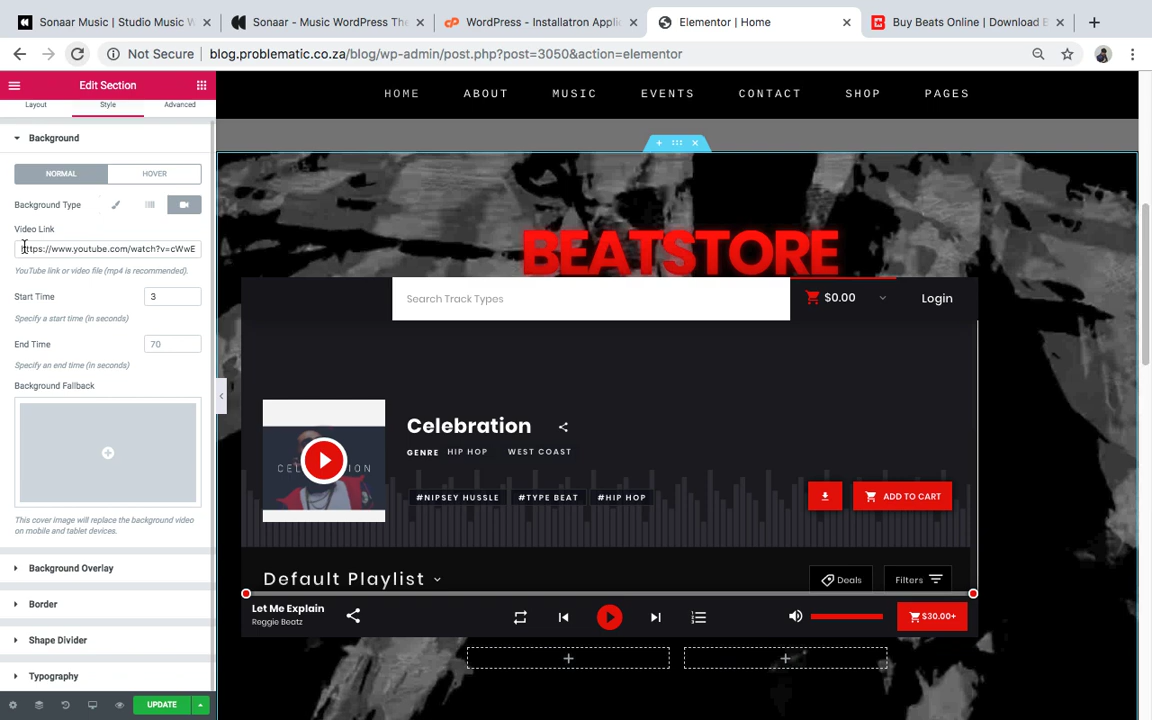 Sonaar Music | Studio Music W
Sonaar - Music WordPress The
WordPress - Installatron Applic
Elementor | Home
Buy Beats Online | Download B
Not Secure | blog.problematic.co.za/blog/wp-admin/post.php?post=3050&action=elementor
Edit Section
HOME ABOUT MUSIC EVENTS CONTACT SHOP PAGES
Layout Style Advanced
Background
NORMAL HOVER
Background Type
Video Link
https://www.youtube.com/watch?v=cWwE
YouTube link or video file (mp4 is recommended).
Start Time 3
Specify a start time (in seconds)
End Time 70
Specify an end time (in seconds)
Background Fallback
This cover image will replace the background video
on mobile and tablet devices.
Background Overlay
Border
Shape Divider
Typography
UPDATE
BEATSTORE
Search Track Types
$0.00
Login
Celebration
GENRE HIP HOP WEST COAST
#NIPSEY HUSSLE #TYPE BEAT #HIP HOP
ADD TO CART
Default Playlist
Deals
Filters
Let Me Explain
Reggie Beatz
$30.00+